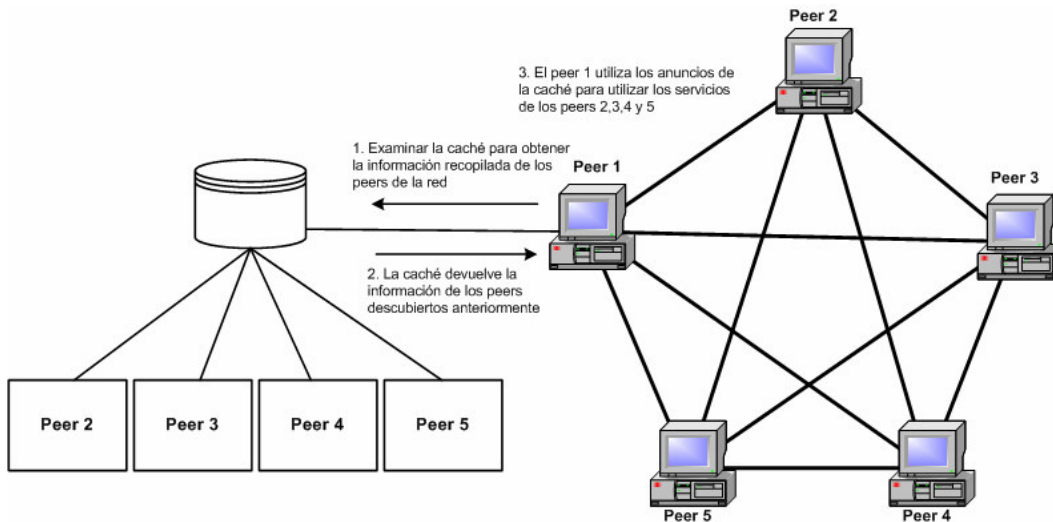 Peer 2
3. El peer 1 utiliza los anuncios de
la caché para utilizar los servicios
de los peers 2,3,4 y 5
1. Examinar la caché para obtener
la información recopilada de los
peers de la red
Peer 1
Peer 3
2. La caché devuelve la
información de los peers
descubiertos anteriormente
Peer 2
Peer 3
Peer 4
Peer 5
Peer 5
Peer 4